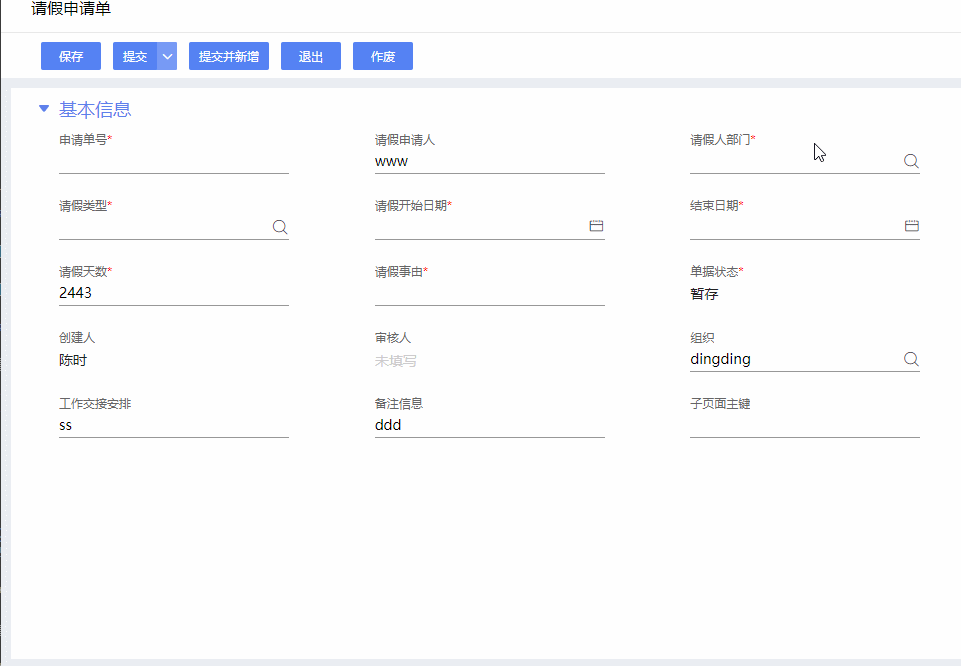 请假申请单
保存 提交 提交并新增 退出 作废
基本信息
申请单号* 请假申请人 请假人部门*
www
请假类型* 请假开始日期* 结束日期*
请假天数* 请假事由* 单据状态*
2443 暂存
创建人 审核人 组织
陈时 未填写 dingding
工作交接安排 备注信息 子页面主键
ss ddd